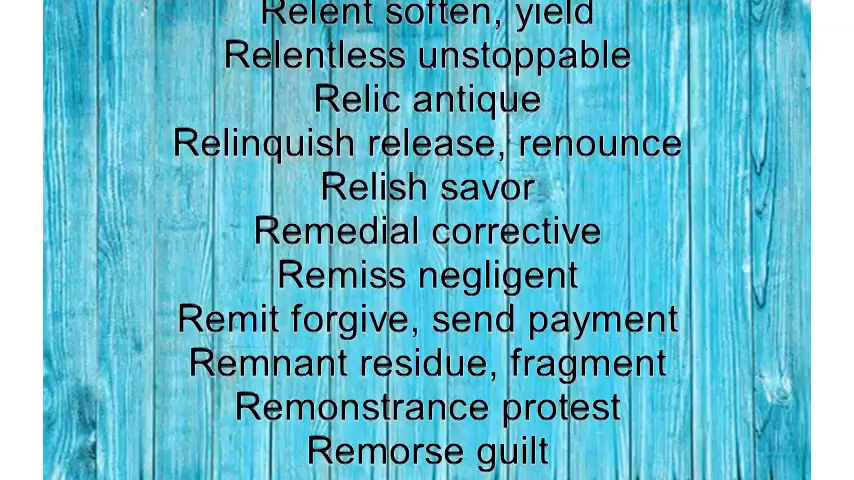 Relent soften, yield
Relentless unstoppable
Relic antique
Relinquish release, renounce
Relish savor
Remedial corrective
Remiss negligent
Remit forgive, send payment
Remnant residue, fragment
Remonstrance protest
Remorse guilt